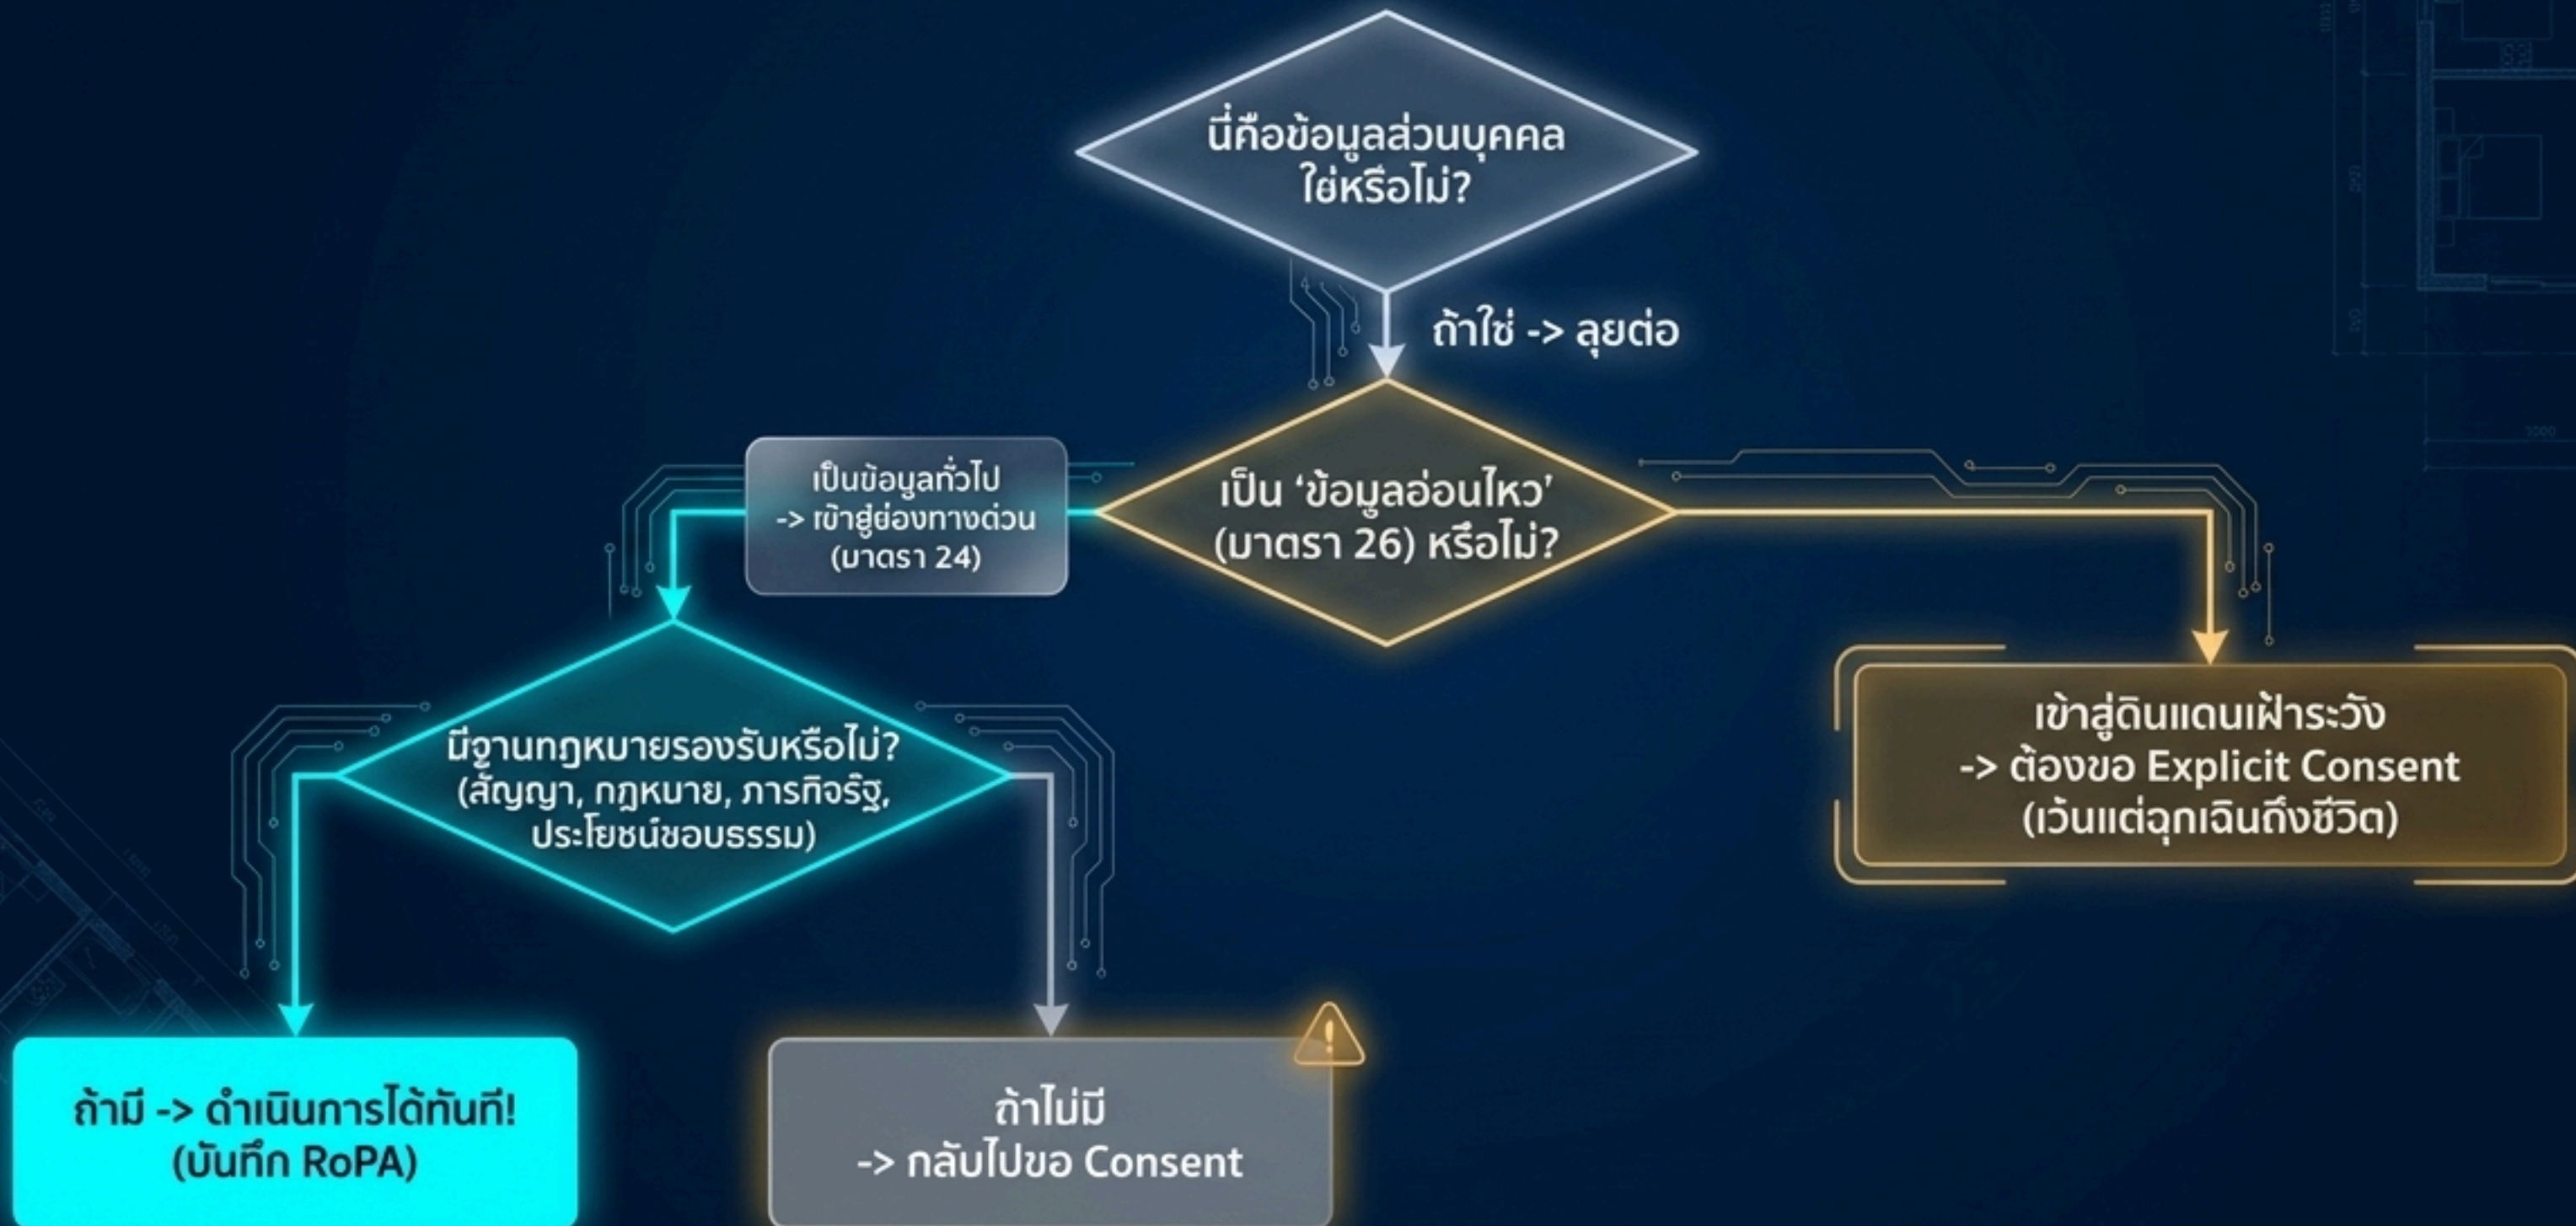 นี่คือข้อมูลส่วนบุคคล
ใช่หรือไม่?
ถ้าใช่ -> ลุยต่อ
เป็น ‘ข้อมูลอ่อนไหว’
(มาตรา 26) หรือไม่?
เป็นข้อมูลทั่วไป
-> เข้าสู่ช่องทางด่วน
(มาตรา 24)
มีฐานทฎหมายรองรับหรือไม่?
(สัญญา, กฎหมาย, ภารกิจรัฐ,
ประโยชน์ชอบธรรม)
เข้าสู่ดินแดนเฝ้าระวัง
-> ต้องขอ Explicit Consent
(เว้นแต่ฉุกเฉินถึงชีวิต)
ถ้ามี -> ดำเนินการได้ทันที!
(บันทึก RoPA)
ถ้าไม่มี
-> กลับไปขอ Consent